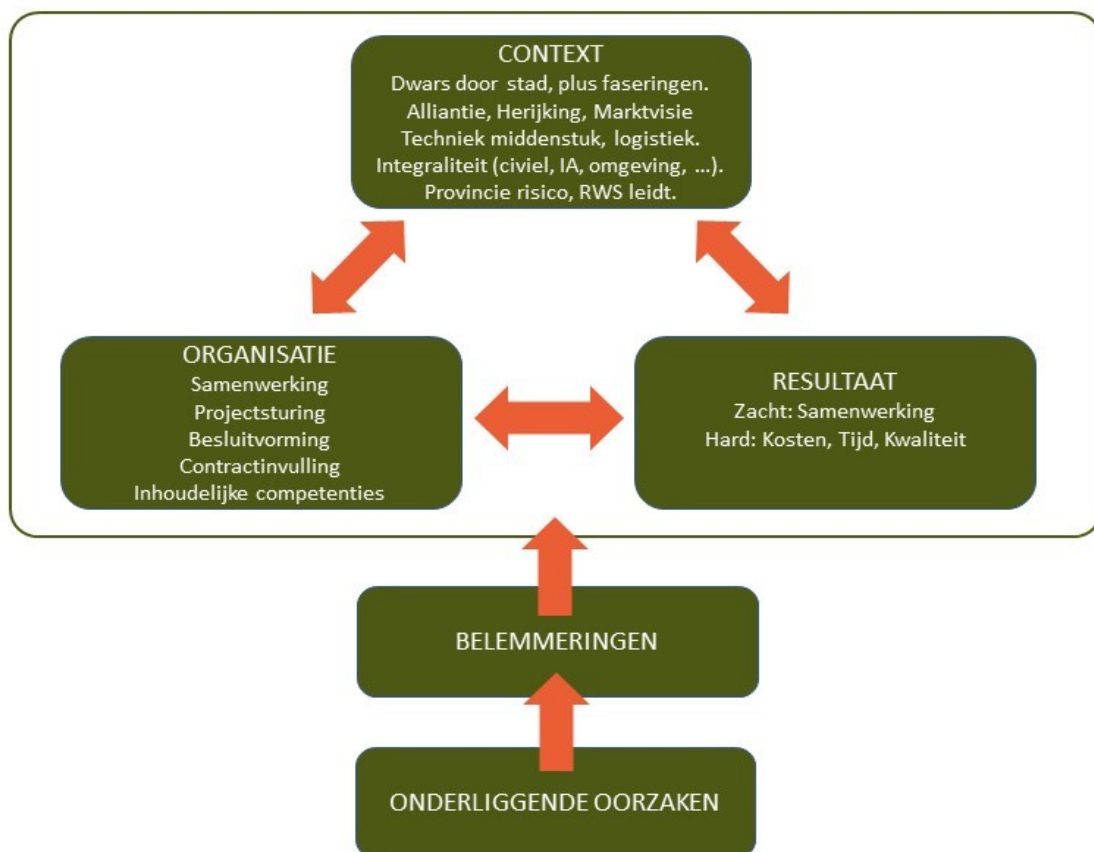 CONTEXT
Dwars door stad, plus faseringen.
Alliantie, Herijking, Marktvisie
Techniek middenstuk, logistiek.
Integraliteit (civiel, IA, omgeving, ...).
Provincie risico, RWS leidt.
ORGANISATIE
Samenwerking
Projectsturing
Besluitvorming
Contractinvulling
Inhoudelijke competenties
RESULTAAT
Zacht: Samenwerking
Hard: Kosten, Tijd, Kwaliteit
BELEMMERINGEN
ONDERLIGGENDE OORZAKEN